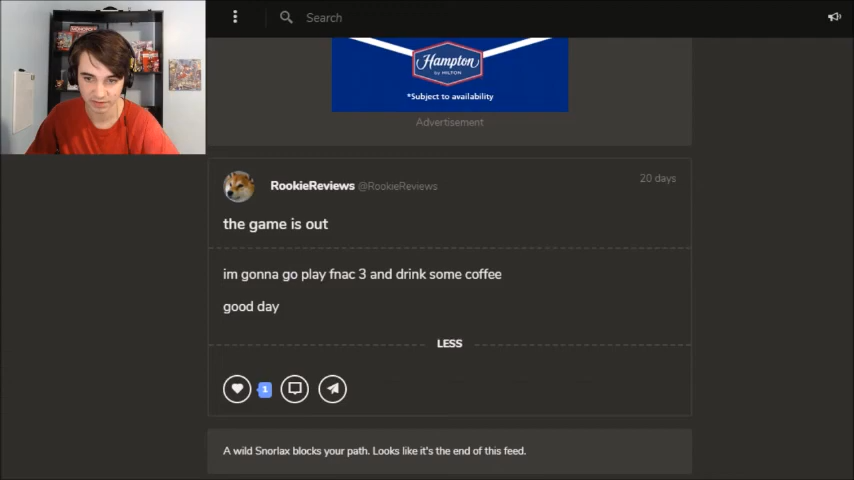 Search
Hampton
by HILTON
*Subject to availability
Advertisement
RookieReviews @RookieReviews
20 days
the game is out
im gonna go play fnac 3 and drink some coffee
good day
LESS
1
A wild Snorlax blocks your path. Looks like it's the end of this feed.